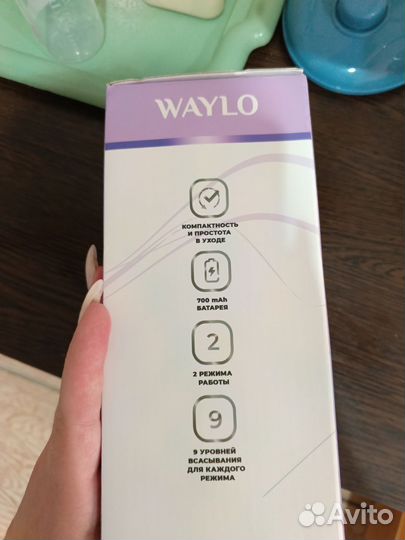 WAYLO
КОМПАКТНОСТЬ
И ПРОСТОТА
В УХОДЕ
700 mAh
БАТАРЕЯ
2
2 РЕЖИМА
РАБОТЫ
9
9 УРОВНЕЙ
ВСАСЫВАНИЯ
ДЛЯ КАЖДОГО
РЕЖИМА
Avito